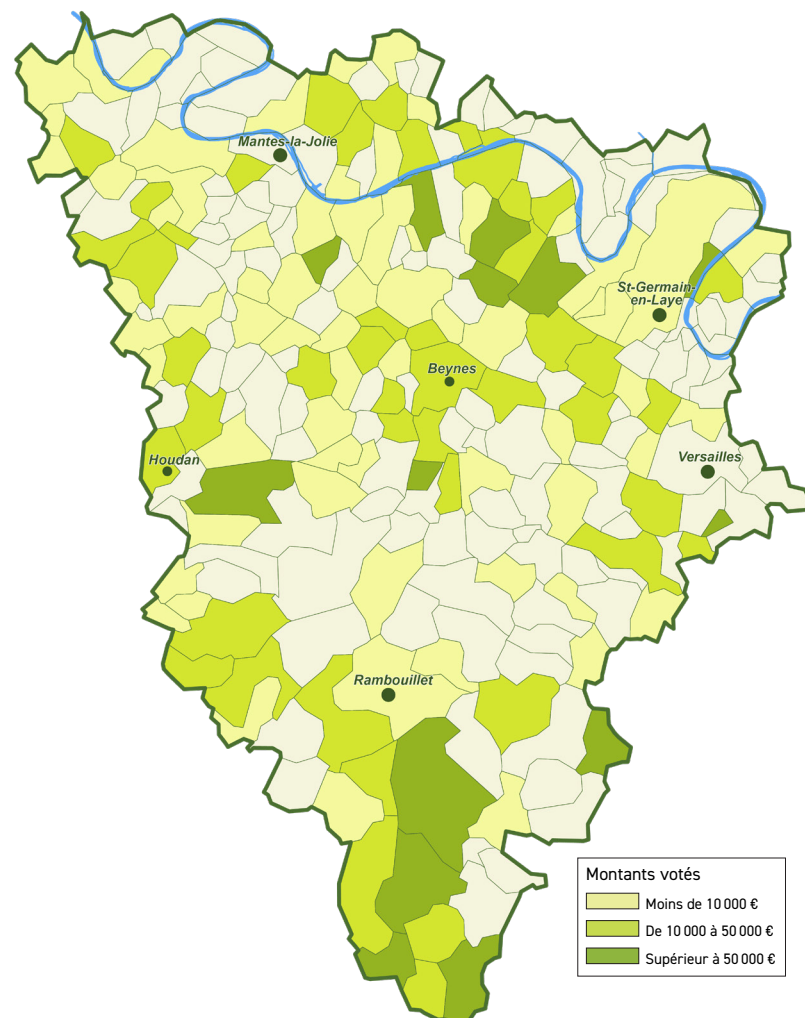 Mantes-la-Jolie
St-Germain-
en-Laye
Beynes
Houdan
Versailles
Rambouillet
Montants votés
Moins de 10 000 €
De 10 000 à 50 000 €
Supérieur à 50 000 €